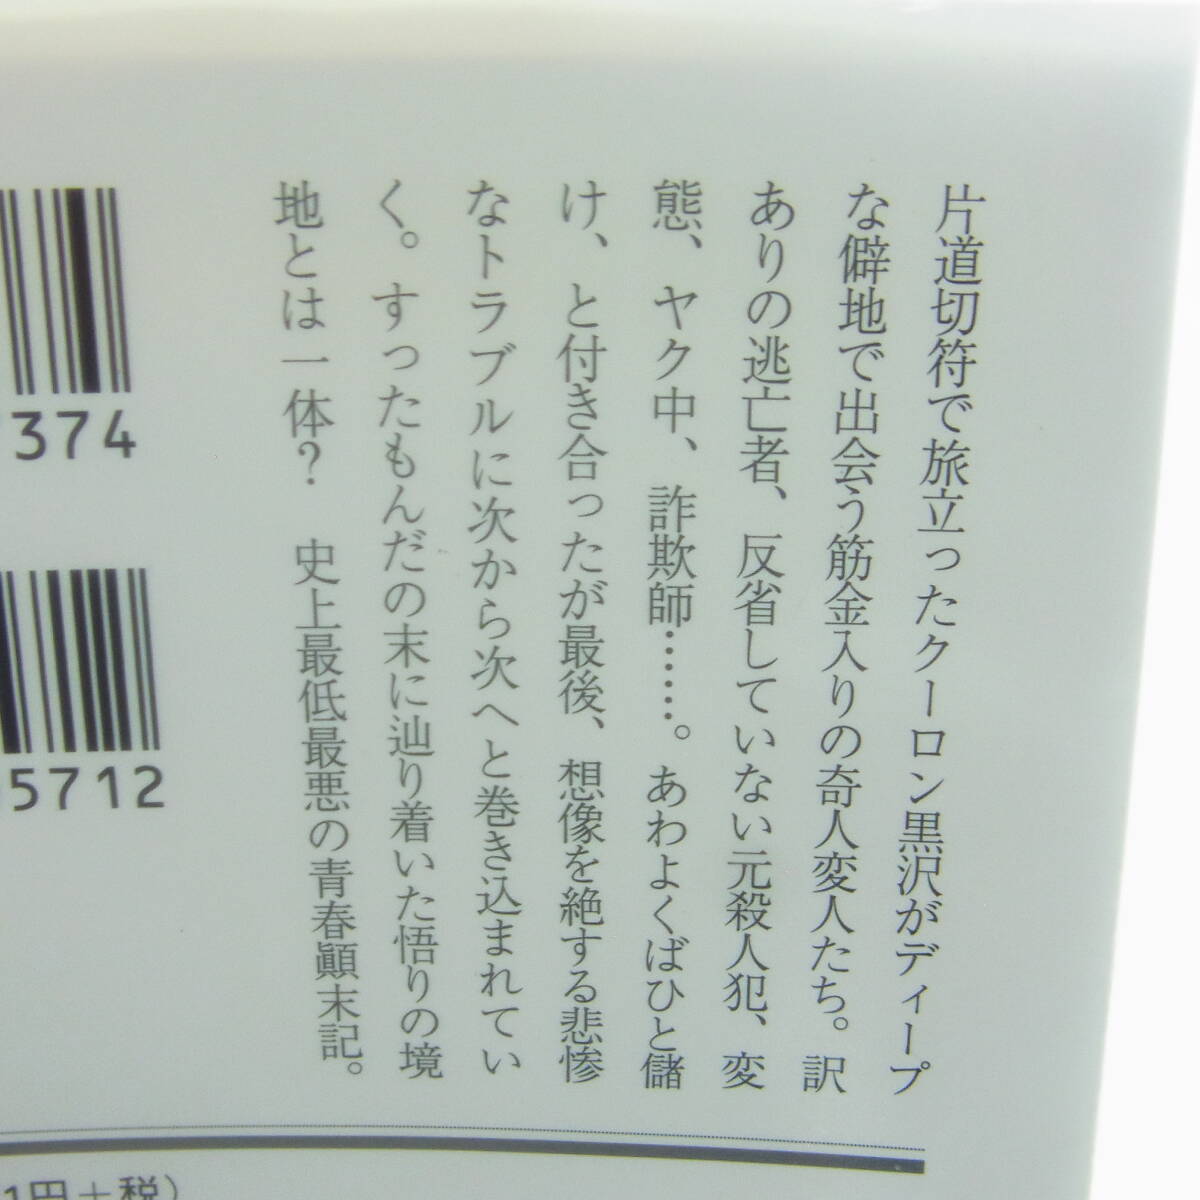 片道切符で旅立ったクーロン黒沢がディープ
な僻地で出会う筋金入りの奇人変人たち。訳
ありの逃亡者、反省していない元殺人犯、変
態、ヤク中、詐欺師……。あわよくばひと儲
け、と付き合ったが最後、想像を絶する悲惨
なトラブルに次から次へと巻き込まれてい
く。すったもんだの末に辿り着いた悟りの境
地とは一体？　史上最低最悪の青春顚末記。
374
5712
1円＋税）